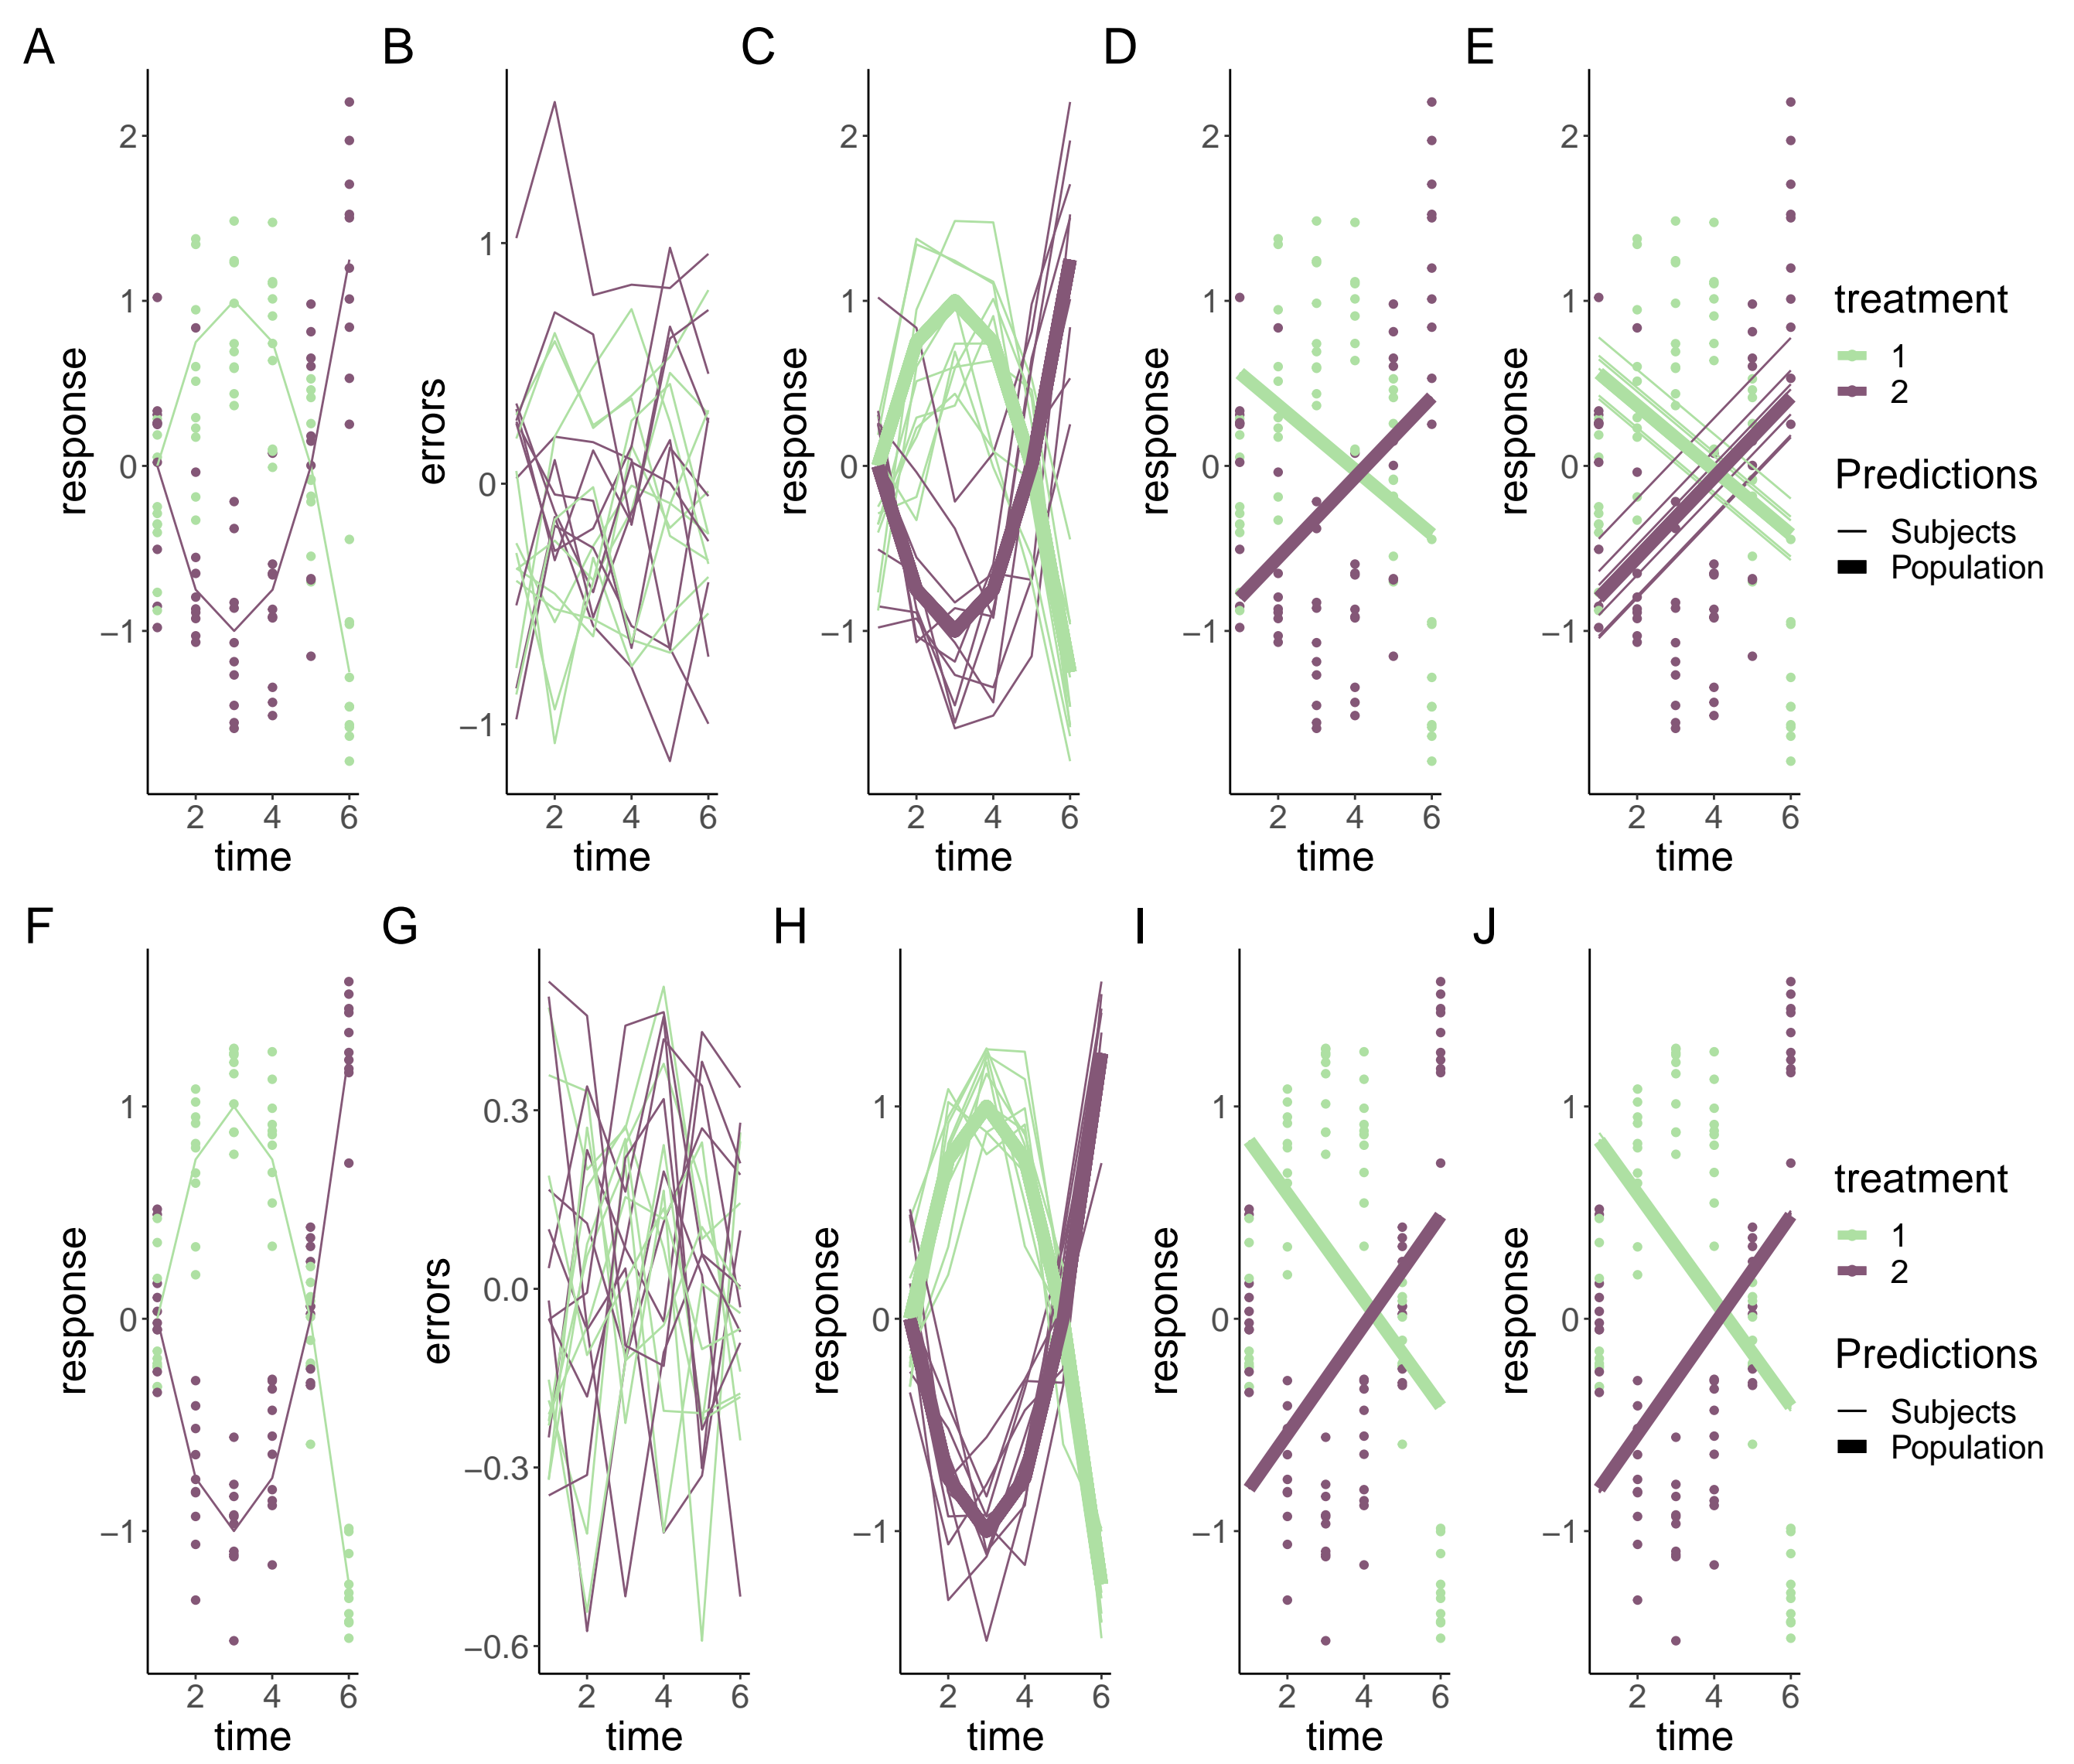 A B C D E
response
2
1
0
−1
2 4 6
time
errors
1
0
−1
2 4 6
time
response
2
1
0
−1
2 4 6
time
response
2
1
0
−1
2 4 6
time
response
2
1
0
−1
2 4 6
time
treatment
1
2
Predictions
Subjects
Population
F G H I J
response
1
0
−1
2 4 6
time
errors
0.3
0.0
−0.3
−0.6
2 4 6
time
response
1
0
−1
2 4 6
time
response
1
0
−1
2 4 6
time
response
1
0
−1
2 4 6
time
treatment
1
2
Predictions
Subjects
Population